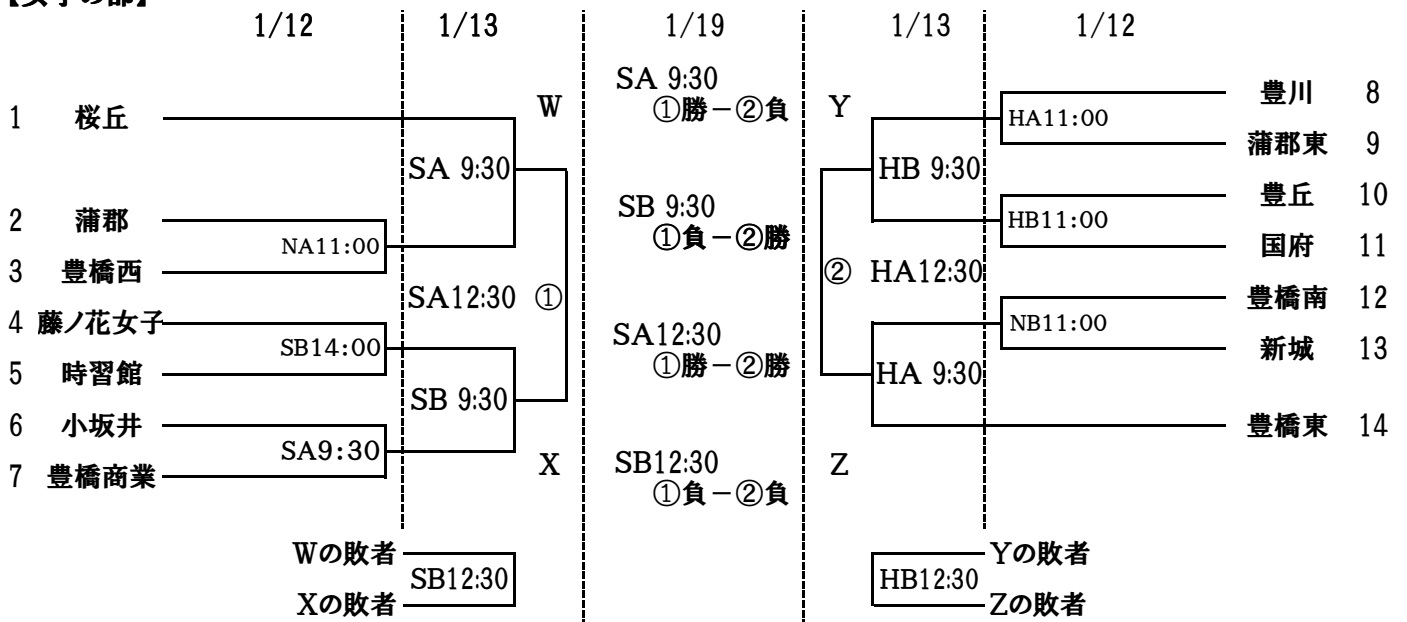 【女子の部】
1/12 1/13 1/19 1/13 1/12
SA 9:30
①勝－②負
W
Y
1 桜丘
SA 9:30
2 蒲郡
NA11:00
3 豊橋西
SA12:30 ①
4 藤ノ花女子
SB14:00
5 時習館
SB 9:30
6 小坂井
SA9:30
7 豊橋商業
X
Wの敗者
SB12:30
Xの敗者
SB 9:30
①負－②勝
SA12:30
①勝－②勝
SB12:30
①負－②負
豊川 8
HA11:00
蒲郡東 9
HB 9:30
豊丘 10
HB11:00
国府 11
② HA12:30
豊橋南 12
NB11:00
新城 13
HA 9:30
豊橋東 14
Z
Yの敗者
HB12:30
Zの敗者